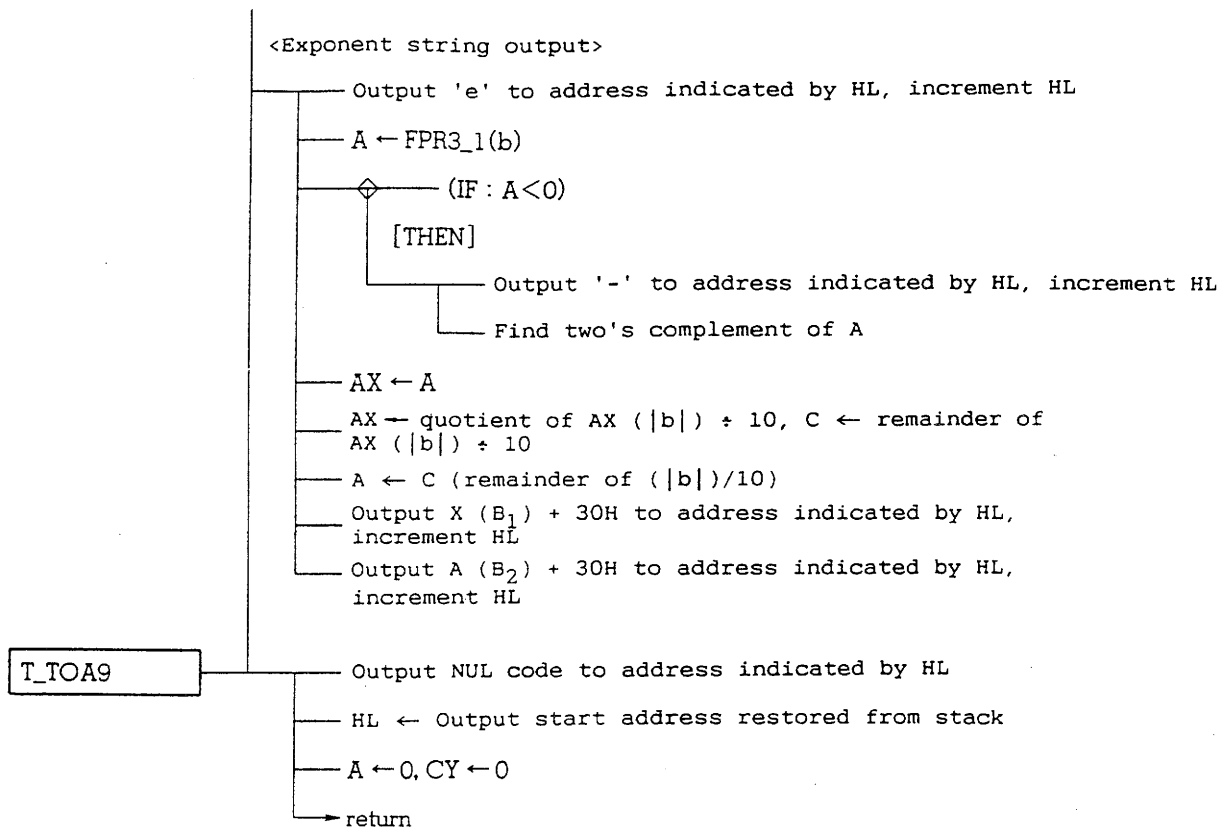 <Exponent string output>
Output 'e' to address indicated by HL, increment HL
A ← FPR3_1(b)
(IF : A<0)
[THEN]
Output '-' to address indicated by HL, increment HL
Find two's complement of A
AX ← A
AX ← quotient of AX (|b|) ÷ 10, C ← remainder of
AX (|b|) ÷ 10
A ← C (remainder of (|b|)/10)
Output X (B1) + 30H to address indicated by HL,
increment HL
Output A (B2) + 30H to address indicated by HL,
increment HL
T_TOA9
Output NUL code to address indicated by HL
HL ← Output start address restored from stack
A ← 0, CY ← 0
return